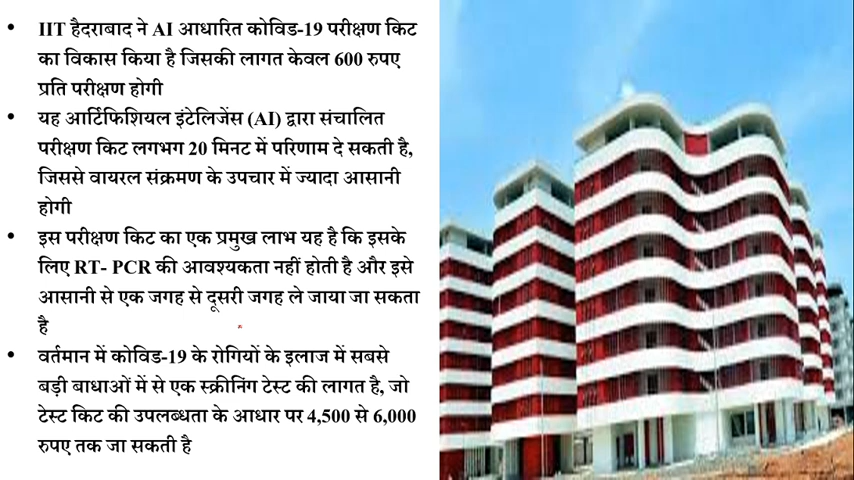 • IIT हैदराबाद ने AI आधारित कोविड-19 परीक्षण किट
का विकास किया है जिसकी लागत केवल 600 रुपए
प्रति परीक्षण होगी
• यह आर्टिफिशियल इंटेलिजेंस (AI) द्वारा संचालित
परीक्षण किट लगभग 20 मिनट में परिणाम दे सकती है,
जिससे वायरल संक्रमण के उपचार में ज्यादा आसानी
होगी
• इस परीक्षण किट का एक प्रमुख लाभ यह है कि इसके
लिए RT- PCR की आवश्यकता नहीं होती है और इसे
आसानी से एक जगह से दूसरी जगह ले जाया जा सकता
है
• वर्तमान में कोविड-19 के रोगियों के इलाज में सबसे
बड़ी बाधाओं में से एक स्क्रीनिंग टेस्ट की लागत है, जो
टेस्ट किट की उपलब्धता के आधार पर 4,500 से 6,000
रुपए तक जा सकती है